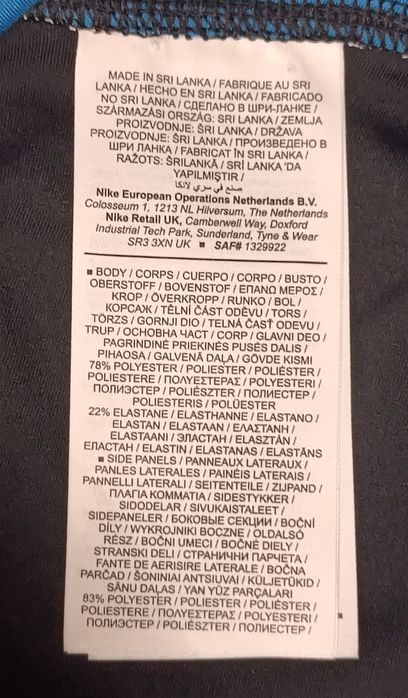 MADE IN SRI LANKA / FABRIQUE AU SRI
LANKA / HECHO EN SRI LANKA / FABRICADO
NO SRI LANKA / СДЕЛАНО В ШРИ-ЛАНКЕ /
SZÁRMAZÁSI ORSZÁG: SRI LANKA / ZEMLJA
PROIZVODNJE: ŠRI LANKA / DRŽAVA
PROIZVODNJE: ŠRI LANKA / ПРОИЗВЕДЕНО В
ШРИ ЛАНКА / FABRICAT ÎN SRI LANKA /
RAŽOTS: ŠRILANKĀ / SRİ LANKA 'DA
YAPILMIŞTIR /
صنع في سري لانكا
Nike European Operations Netherlands B.V.
Colosseum 1, 1213 NL Hilversum, The Netherlands
Nike Retail UK, Camberwell Way, Doxford
Industrial Tech Park, Sunderland, Tyne & Wear
SR3 3XN UK ■ SAF# 1329922
■ BODY / CORPS / CUERPO / CORPO / BUSTO /
OBERSTOFF / BOVENSTOF / ΕΠΑΝΩ ΜΕΡΟΣ /
KROP / ÖVERKROPP / RUNKO / BOL /
КОРСАЖ / TĚLNÍ ČÁST ODĚVU / TORS /
TÖRZS / GORNJI DIO / TELNÁ ČASŤ ODEVU /
TRUP / ОСНОВНА ЧАСТ / CORP / GLAVNI DEO /
PAGRINDINĖ PRIEKINĖS PUSĖS DALIS /
PIHAOSA / GALVENĀ DAĻA / GÖVDE KISMI
78% POLYESTER / POLIESTER / POLIÉSTER /
POLIESTERE / ΠΟΛΥΕΣΤΕΡΑΣ / POLYESTERI /
ПОЛИЭСТЕР / POLIÉSZTER / ПОЛИЕСТЕР /
POLIESTERIS / POLÜESTER
22% ELASTANE / ELASTHANNE / ELASTANO /
ELASTAN / ELASTAAN / ΕΛΑΣΤΑΝΗ /
ELASTAANI / ЭЛАСТАН / ELASZTÁN /
ЕЛАСТАН / ELASTIN / ELASTANAS / ELASTĀNS
■ SIDE PANELS / PANNEAUX LATERAUX /
PANLES LATERALES / PAINÉIS LATERAIS /
PANNELLI LATERALI / SEITENTEILE / ZIJPAND /
ΠΛΑΓΙΑ ΚΟΜΜΑΤΙΑ / SIDESTYKKER /
SIDODELAR / SIVUKAISTALEET /
SIDEPANELER / БОКОВЫЕ СЕКЦИИ / BOČNÍ
DÍLY / WYKROJNIKI BOCZNE / OLDALSÓ
RÉSZ / BOČNI UMECI / BOČNÉ DIELY /
STRANSKI DELI / СТРАНИЧНИ ПАРЧЕТА /
FANTE DE AERISIRE LATERALE / BOČNA
PARČAD / ŠONINIAI ANTSIUVAI / KÜLJETÜKID /
SĀNU DAĻAS / YAN YÜZ PARÇALARI
83% POLYESTER / POLIESTER / POLIÉSTER /
POLIESTERE / ΠΟΛΥΕΣΤΕΡΑΣ / POLYESTERI /
ПОЛИЭСТЕР / POLIÉSZTER / ПОЛИЕСТЕР /